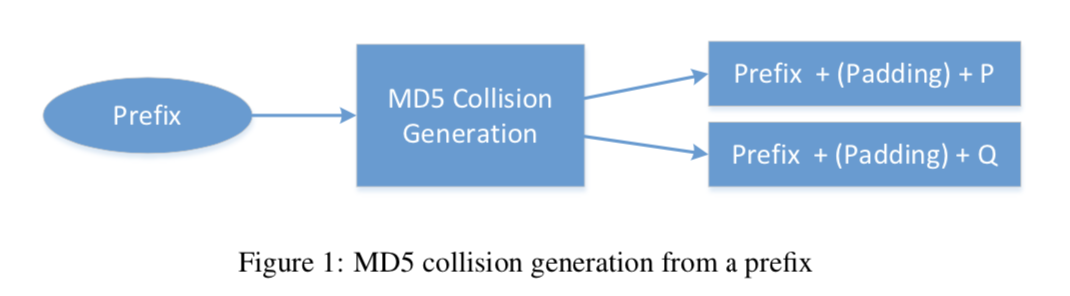 Prefix
MD5 Collision
Generation
Prefix + (Padding) + P
Prefix + (Padding) + Q
Figure 1: MD5 collision generation from a prefix